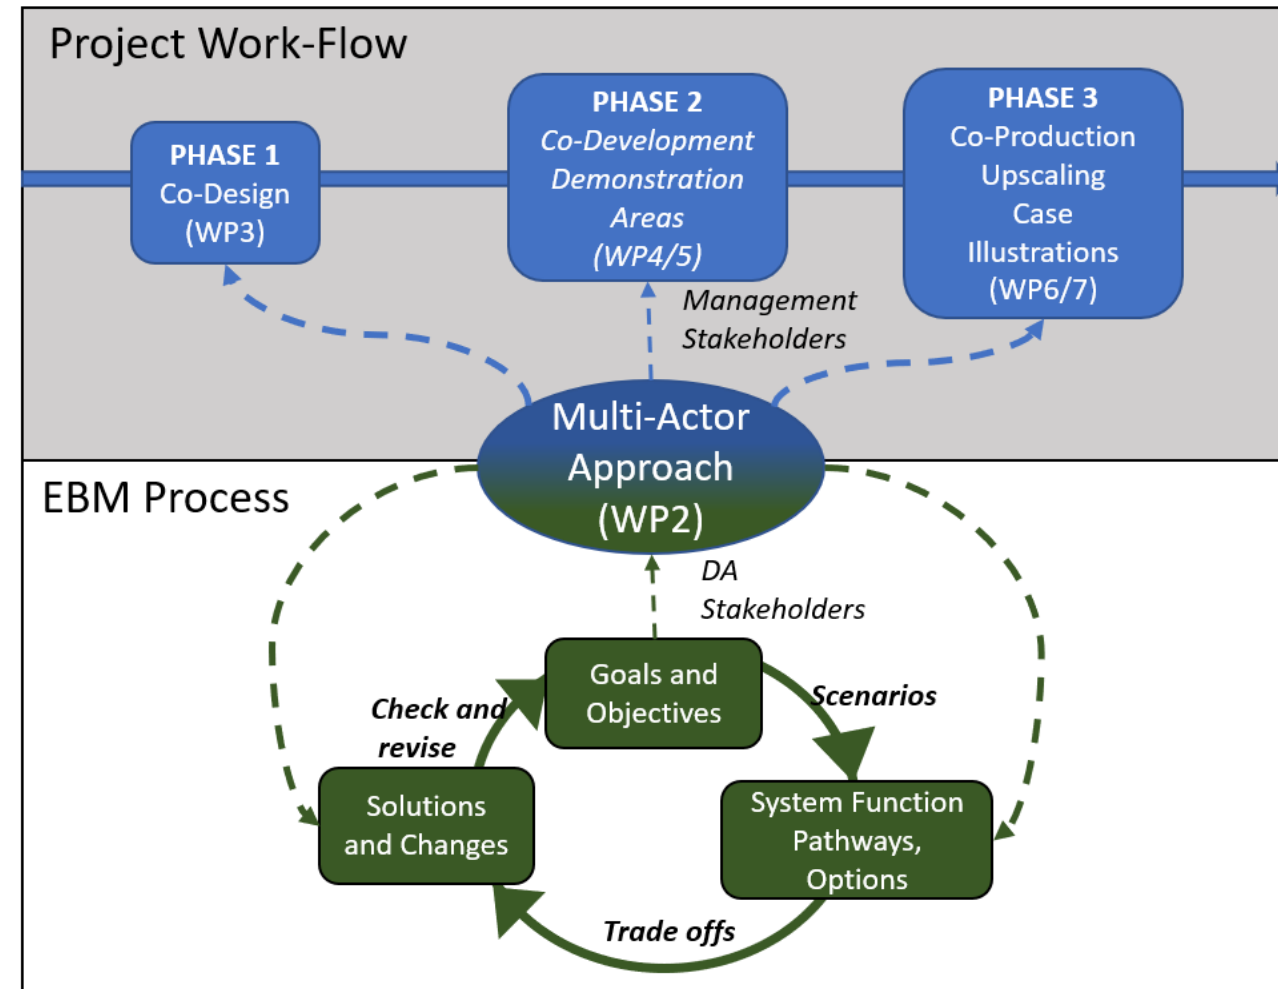 Project Work-Flow
PHASE 1
Co-Design
(WP3)
PHASE 2
Co-Development
Demonstration
Areas
(WP4/5)
PHASE 3
Co-Production
Upscaling
Case
Illustrations
(WP6/7)
Management
Stakeholders
Multi-Actor
Approach
(WP2)
EBM Process
DA
Stakeholders
Goals and
Objectives
Scenarios
Check and
revise
System Function
Pathways,
Options
Solutions
and Changes
Trade offs